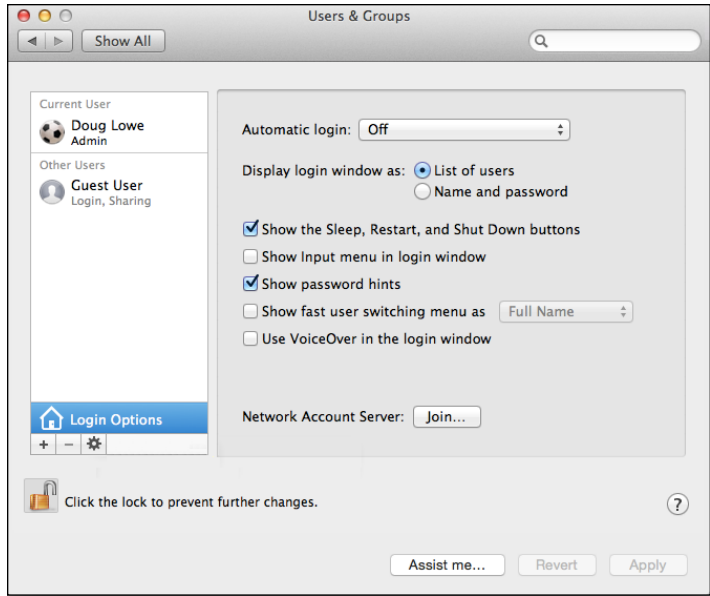 Users & Groups
Show All
Current User
Doug Lowe
Admin
Other Users
Guest User
Login, Sharing
Login Options
+ −
Automatic login: Off
Display login window as: List of users
Name and password
Show the Sleep, Restart, and Shut Down buttons
Show Input menu in login window
Show password hints
Show fast user switching menu as Full Name
Use VoiceOver in the login window
Network Account Server: Join...
Click the lock to prevent further changes.
?
Assist me... Revert Apply